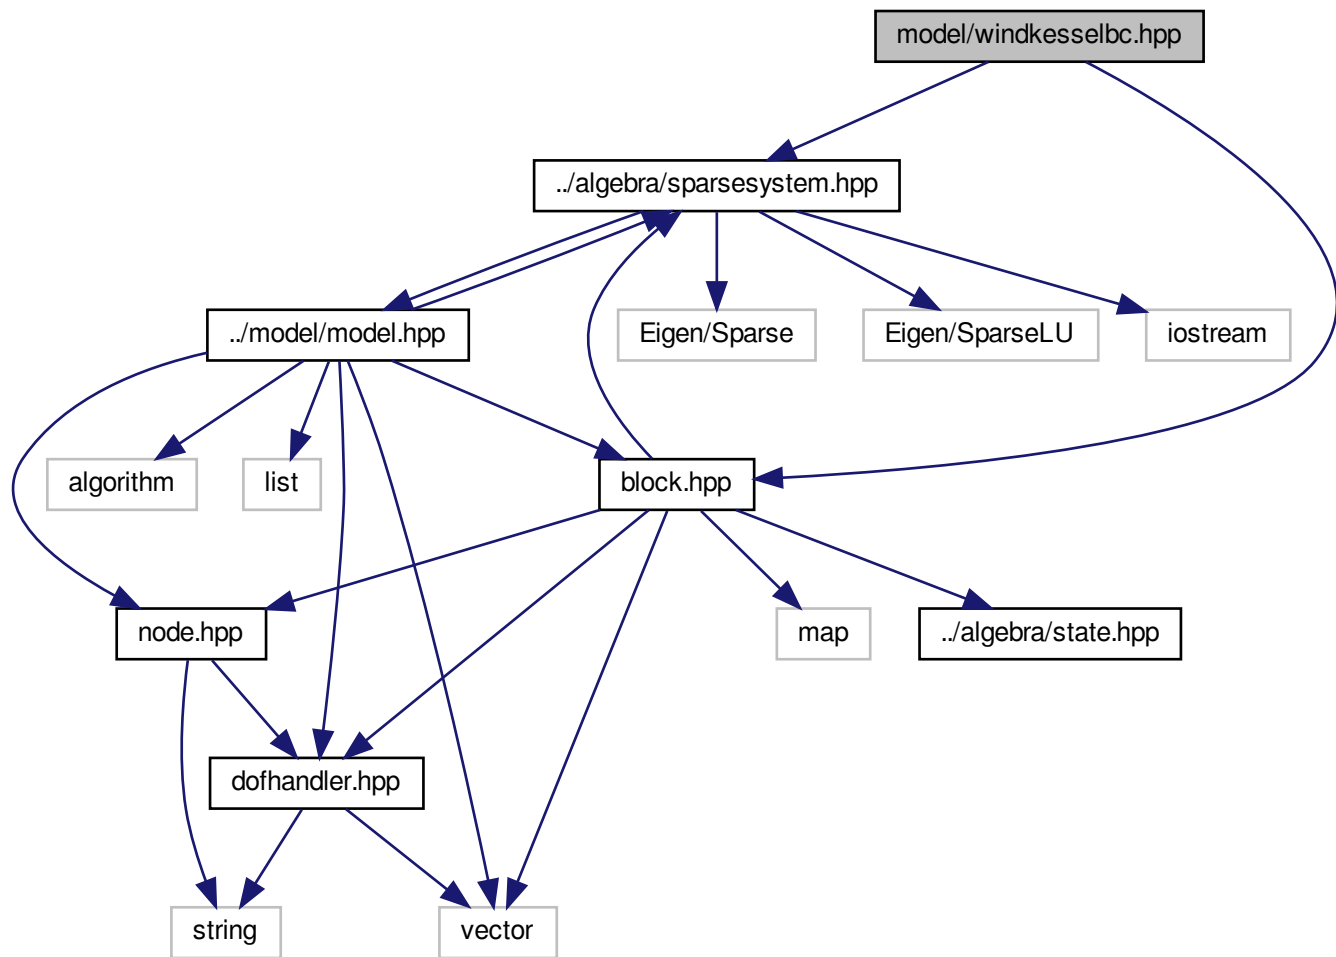 model/windkesselbc.hpp
../algebra/sparsesystem.hpp
../model/model.hpp
Eigen/Sparse
Eigen/SparseLU
iostream
algorithm
list
block.hpp
node.hpp
map
../algebra/state.hpp
dofhandler.hpp
string
vector